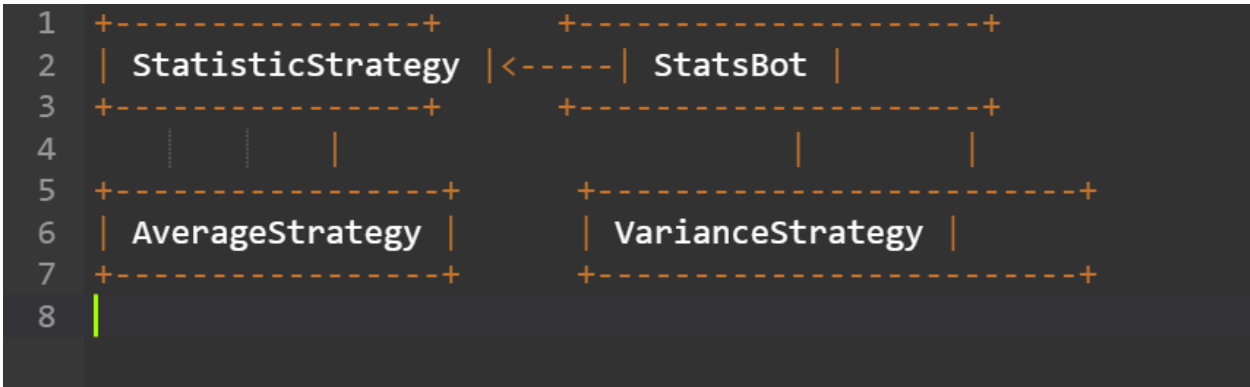 1 +-----------------+      +---------------------+
2 | StatisticStrategy |<-----| StatsBot |
3 +-----------------+      +---------------------+
4             |                       |        |
5 +------------------+      +-------------------------+
6 | AverageStrategy |      | VarianceStrategy |
7 +------------------+      +-------------------------+
8